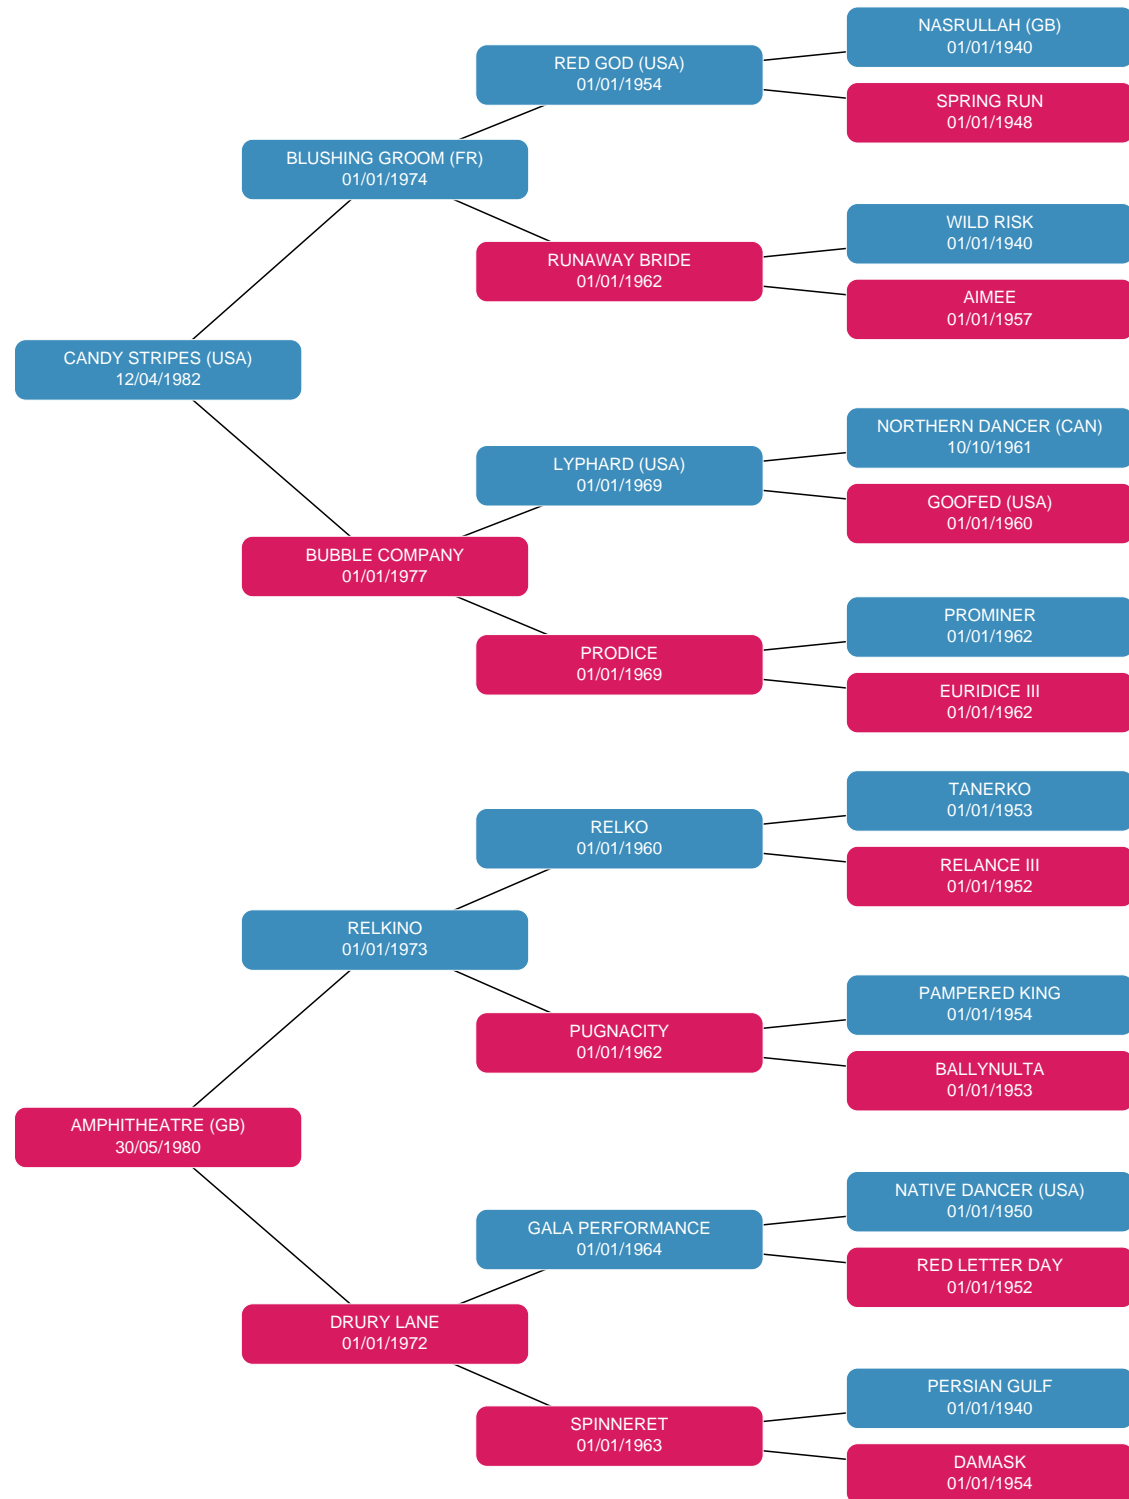 NASRULLAH (GB)
01/01/1940
RED GOD (USA)
01/01/1954
SPRING RUN
01/01/1948
BLUSHING GROOM (FR)
01/01/1974
WILD RISK
01/01/1940
RUNAWAY BRIDE
01/01/1962
AIMEE
01/01/1957
CANDY STRIPES (USA)
12/04/1982
NORTHERN DANCER (CAN)
10/10/1961
LYPHARD (USA)
01/01/1969
GOOFED (USA)
01/01/1960
BUBBLE COMPANY
01/01/1977
PROMINER
01/01/1962
PRODICE
01/01/1969
EURIDICE III
01/01/1962
TANERKO
01/01/1953
RELKO
01/01/1960
RELANCE III
01/01/1952
RELKINO
01/01/1973
PAMPERED KING
01/01/1954
PUGNACITY
01/01/1962
BALLYNULTA
01/01/1953
AMPHITHEATRE (GB)
30/05/1980
NATIVE DANCER (USA)
01/01/1950
GALA PERFORMANCE
01/01/1964
RED LETTER DAY
01/01/1952
DRURY LANE
01/01/1972
PERSIAN GULF
01/01/1940
SPINNERET
01/01/1963
DAMASK
01/01/1954